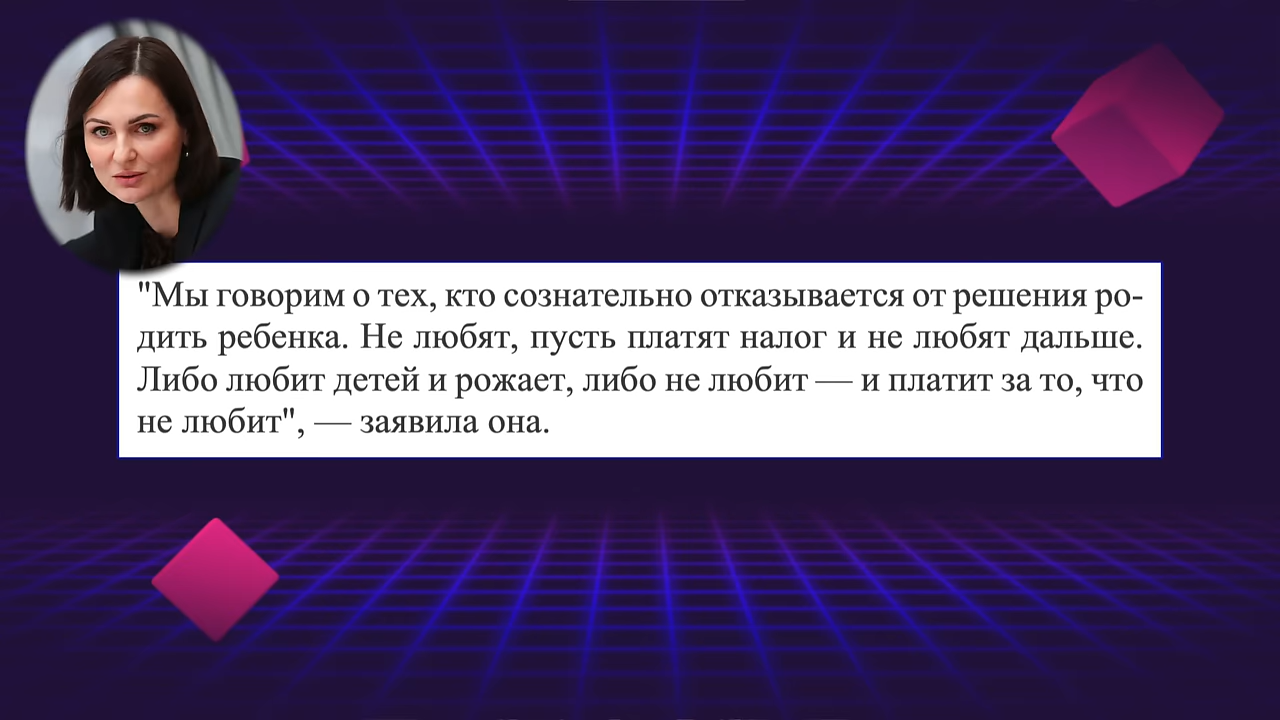 "Мы говорим о тех, кто сознательно отказывается от решения ро-
дить ребенка. Не любят, пусть платят налог и не любят дальше.
Либо любит детей и рожает, либо не любит — и платит за то, что
не любит", — заявила она.